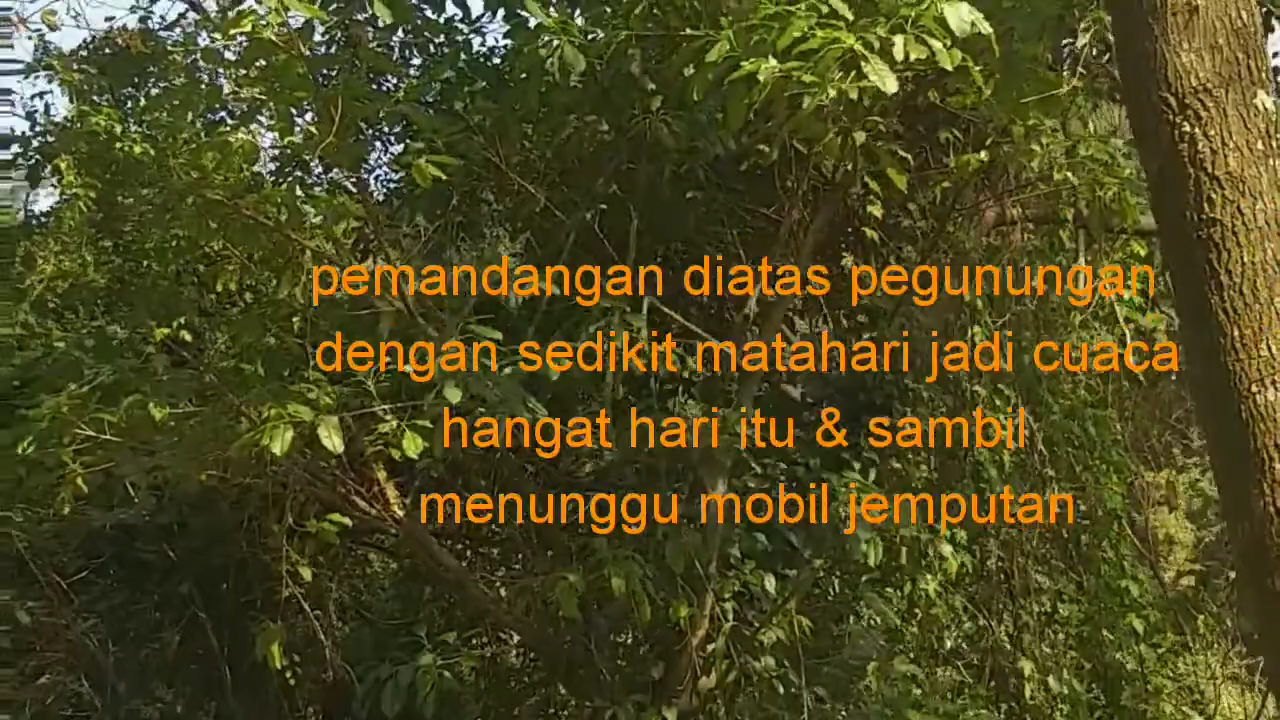 pemandangan diatas pegunungan
dengan sedikit matahari jadi cuaca
hangat hari itu & sambil
menunggu mobil jemputan